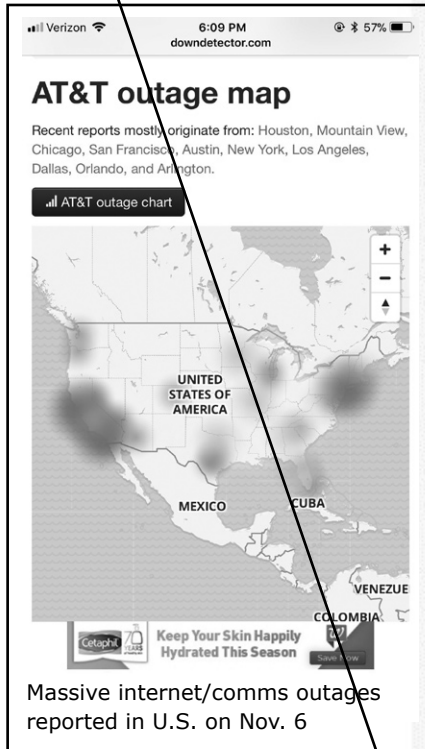 Verizon 6:09 PM 57%
downdetector.com
AT&T outage map
Recent reports mostly originate from: Houston, Mountain View,
Chicago, San Francisco, Austin, New York, Los Angeles,
Dallas, Orlando, and Arlington.
AT&T outage chart
+
−
UNITED
STATES OF
AMERICA
MEXICO
CUBA
VENEZUE
COLOMBIA
Cetaphil 70 YEARS
Keep Your Skin Happily
Hydrated This Season
Save Now
Massive internet/comms outages
reported in U.S. on Nov. 6